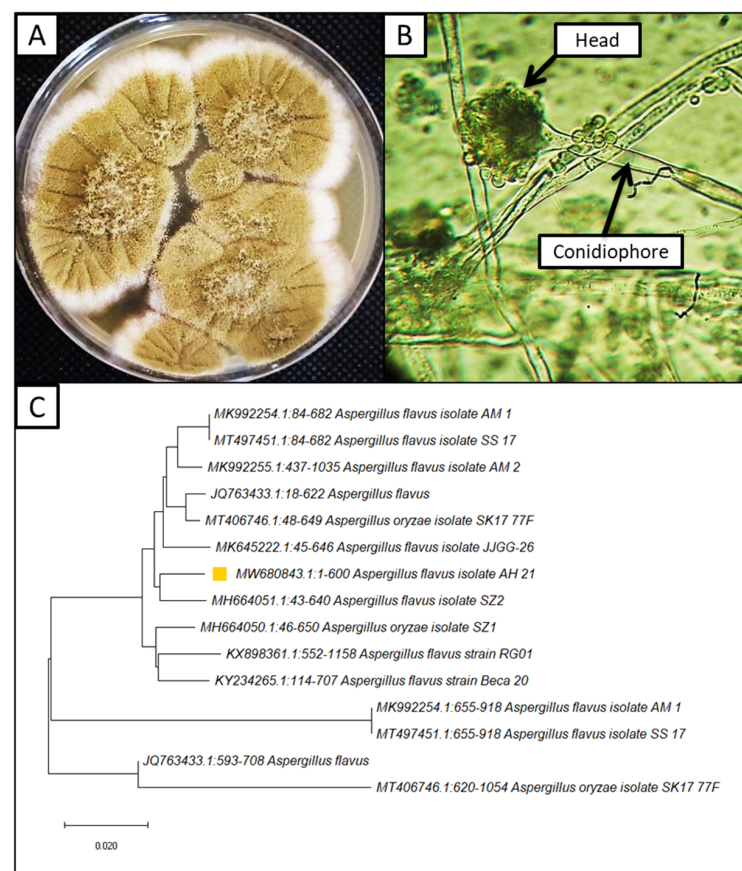 A
B
Head
Conidiophore
C
MK992254.1:84-682 Aspergillus flavus isolate AM 1
MT497451.1:84-682 Aspergillus flavus isolate SS 17
MK992255.1:437-1035 Aspergillus flavus isolate AM 2
JQ763433.1:18-622 Aspergillus flavus
MT406746.1:48-649 Aspergillus oryzae isolate SK17 77F
MK645222.1:45-646 Aspergillus flavus isolate JJGG-26
MW680843.1:1-600 Aspergillus flavus isolate AH 21
MH664051.1:43-640 Aspergillus flavus isolate SZ2
MH664050.1:46-650 Aspergillus oryzae isolate SZ1
KX898361.1:552-1158 Aspergillus flavus strain RG01
KY234265.1:114-707 Aspergillus flavus strain Beca 20
MK992254.1:655-918 Aspergillus flavus isolate AM 1
MT497451.1:655-918 Aspergillus flavus isolate SS 17
JQ763433.1:593-708 Aspergillus flavus
MT406746.1:620-1054 Aspergillus oryzae isolate SK17 77F
0.020